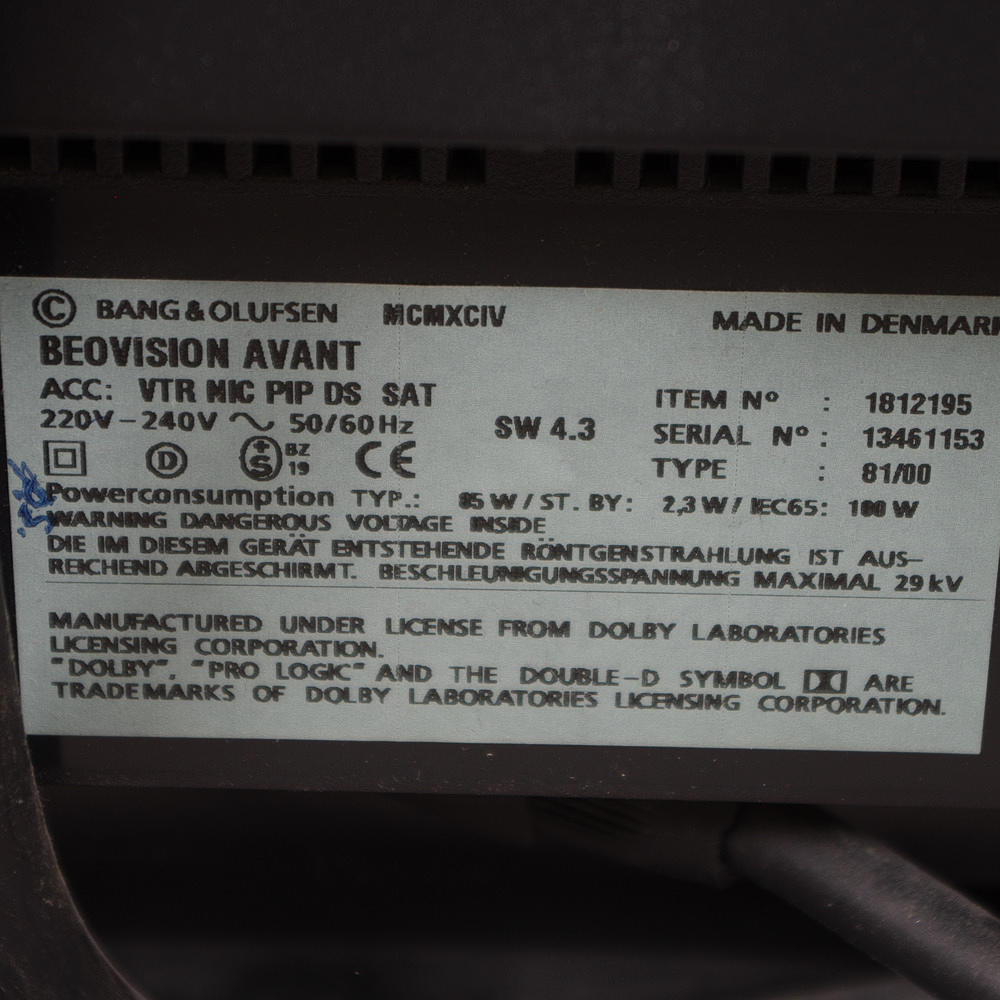 © BANG & OLUFSEN MCMXCIV MADE IN DENMARK
BEOVISION AVANT
ACC: VTR NIC PIP DS SAT
ITEM Nº : 1812195
220V – 240V ~ 50/60 Hz SW 4.3
SERIAL Nº : 13461153
D S BZ 19 CE
TYPE : 81/00
Powerconsumption TYP.: 85 W / ST. BY: 2,3 W / IEC65: 100 W
WARNING DANGEROUS VOLTAGE INSIDE
DIE IM DIESEM GERÄT ENTSTEHENDE RÖNTGENSTRAHLUNG IST AUS–
REICHEND ABGESCHIRMT. BESCHLEUNIGUNGSSPANNUNG MAXIMAL 29 kV
MANUFACTURED UNDER LICENSE FROM DOLBY LABORATORIES
LICENSING CORPORATION.
"DOLBY", "PRO LOGIC" AND THE DOUBLE–D SYMBOL ARE
TRADEMARKS OF DOLBY LABORATORIES LICENSING CORPORATION.